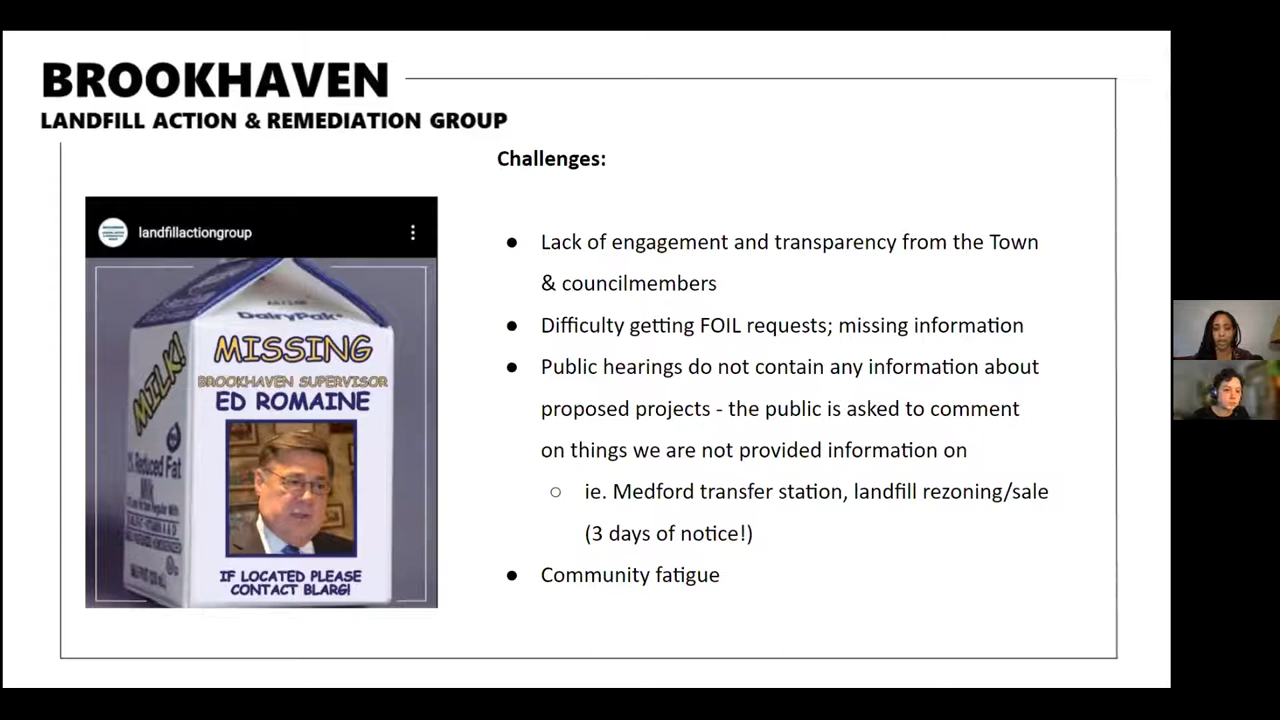 BROOKHAVEN
LANDFILL ACTION & REMEDIATION GROUP
Challenges:
landfillactiongroup
DairyPak
MISSING
BROOKHAVEN SUPERVISOR
ED ROMAINE
MILK!
Reduced Fat
Milk
IF LOCATED PLEASE
CONTACT BLARG!
● Lack of engagement and transparency from the Town
& councilmembers
● Difficulty getting FOIL requests; missing information
● Public hearings do not contain any information about
proposed projects - the public is asked to comment
on things we are not provided information on
○ ie. Medford transfer station, landfill rezoning/sale
(3 days of notice!)
● Community fatigue